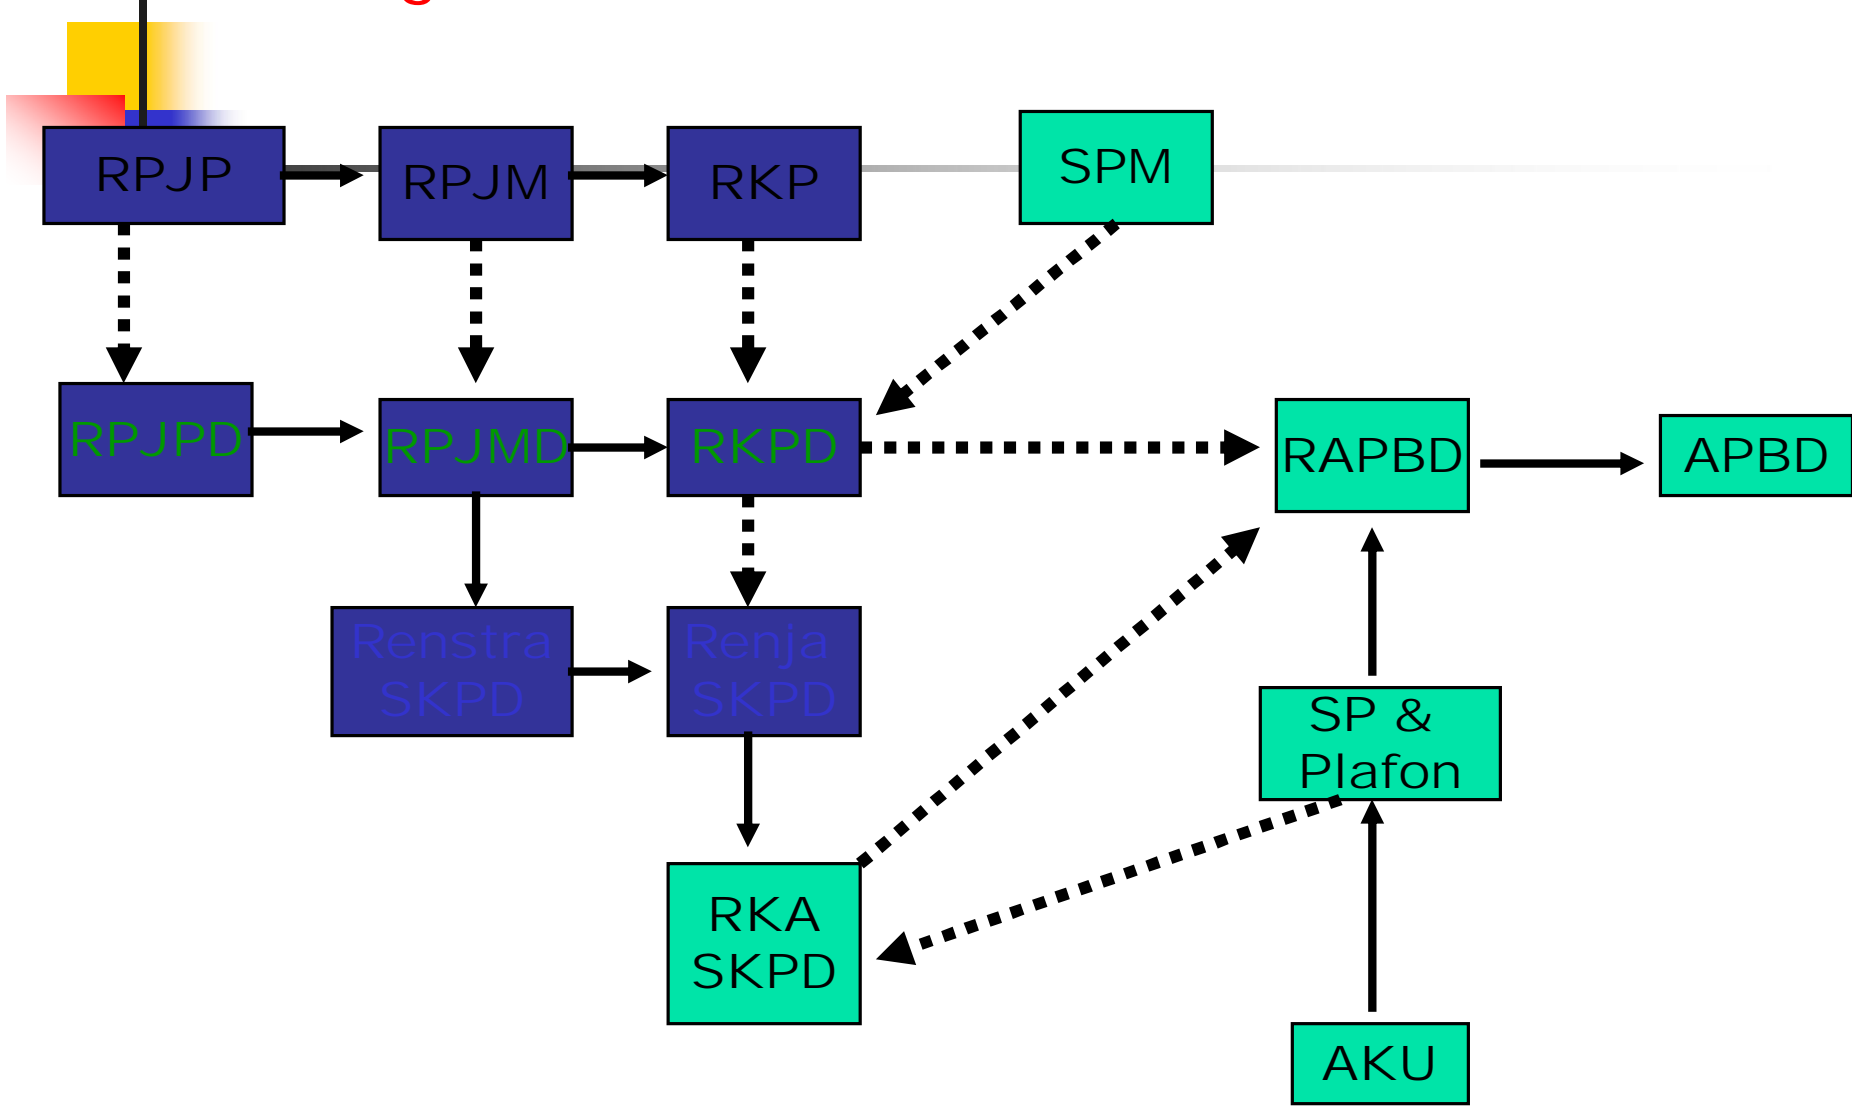 RPJP
RPJM
RKP
SPM
RPJPD
RPJMD
RKPD
RAPBD
APBD
Renstra
SKPD
Renja
SKPD
SP &
Plafon
RKA
SKPD
AKU